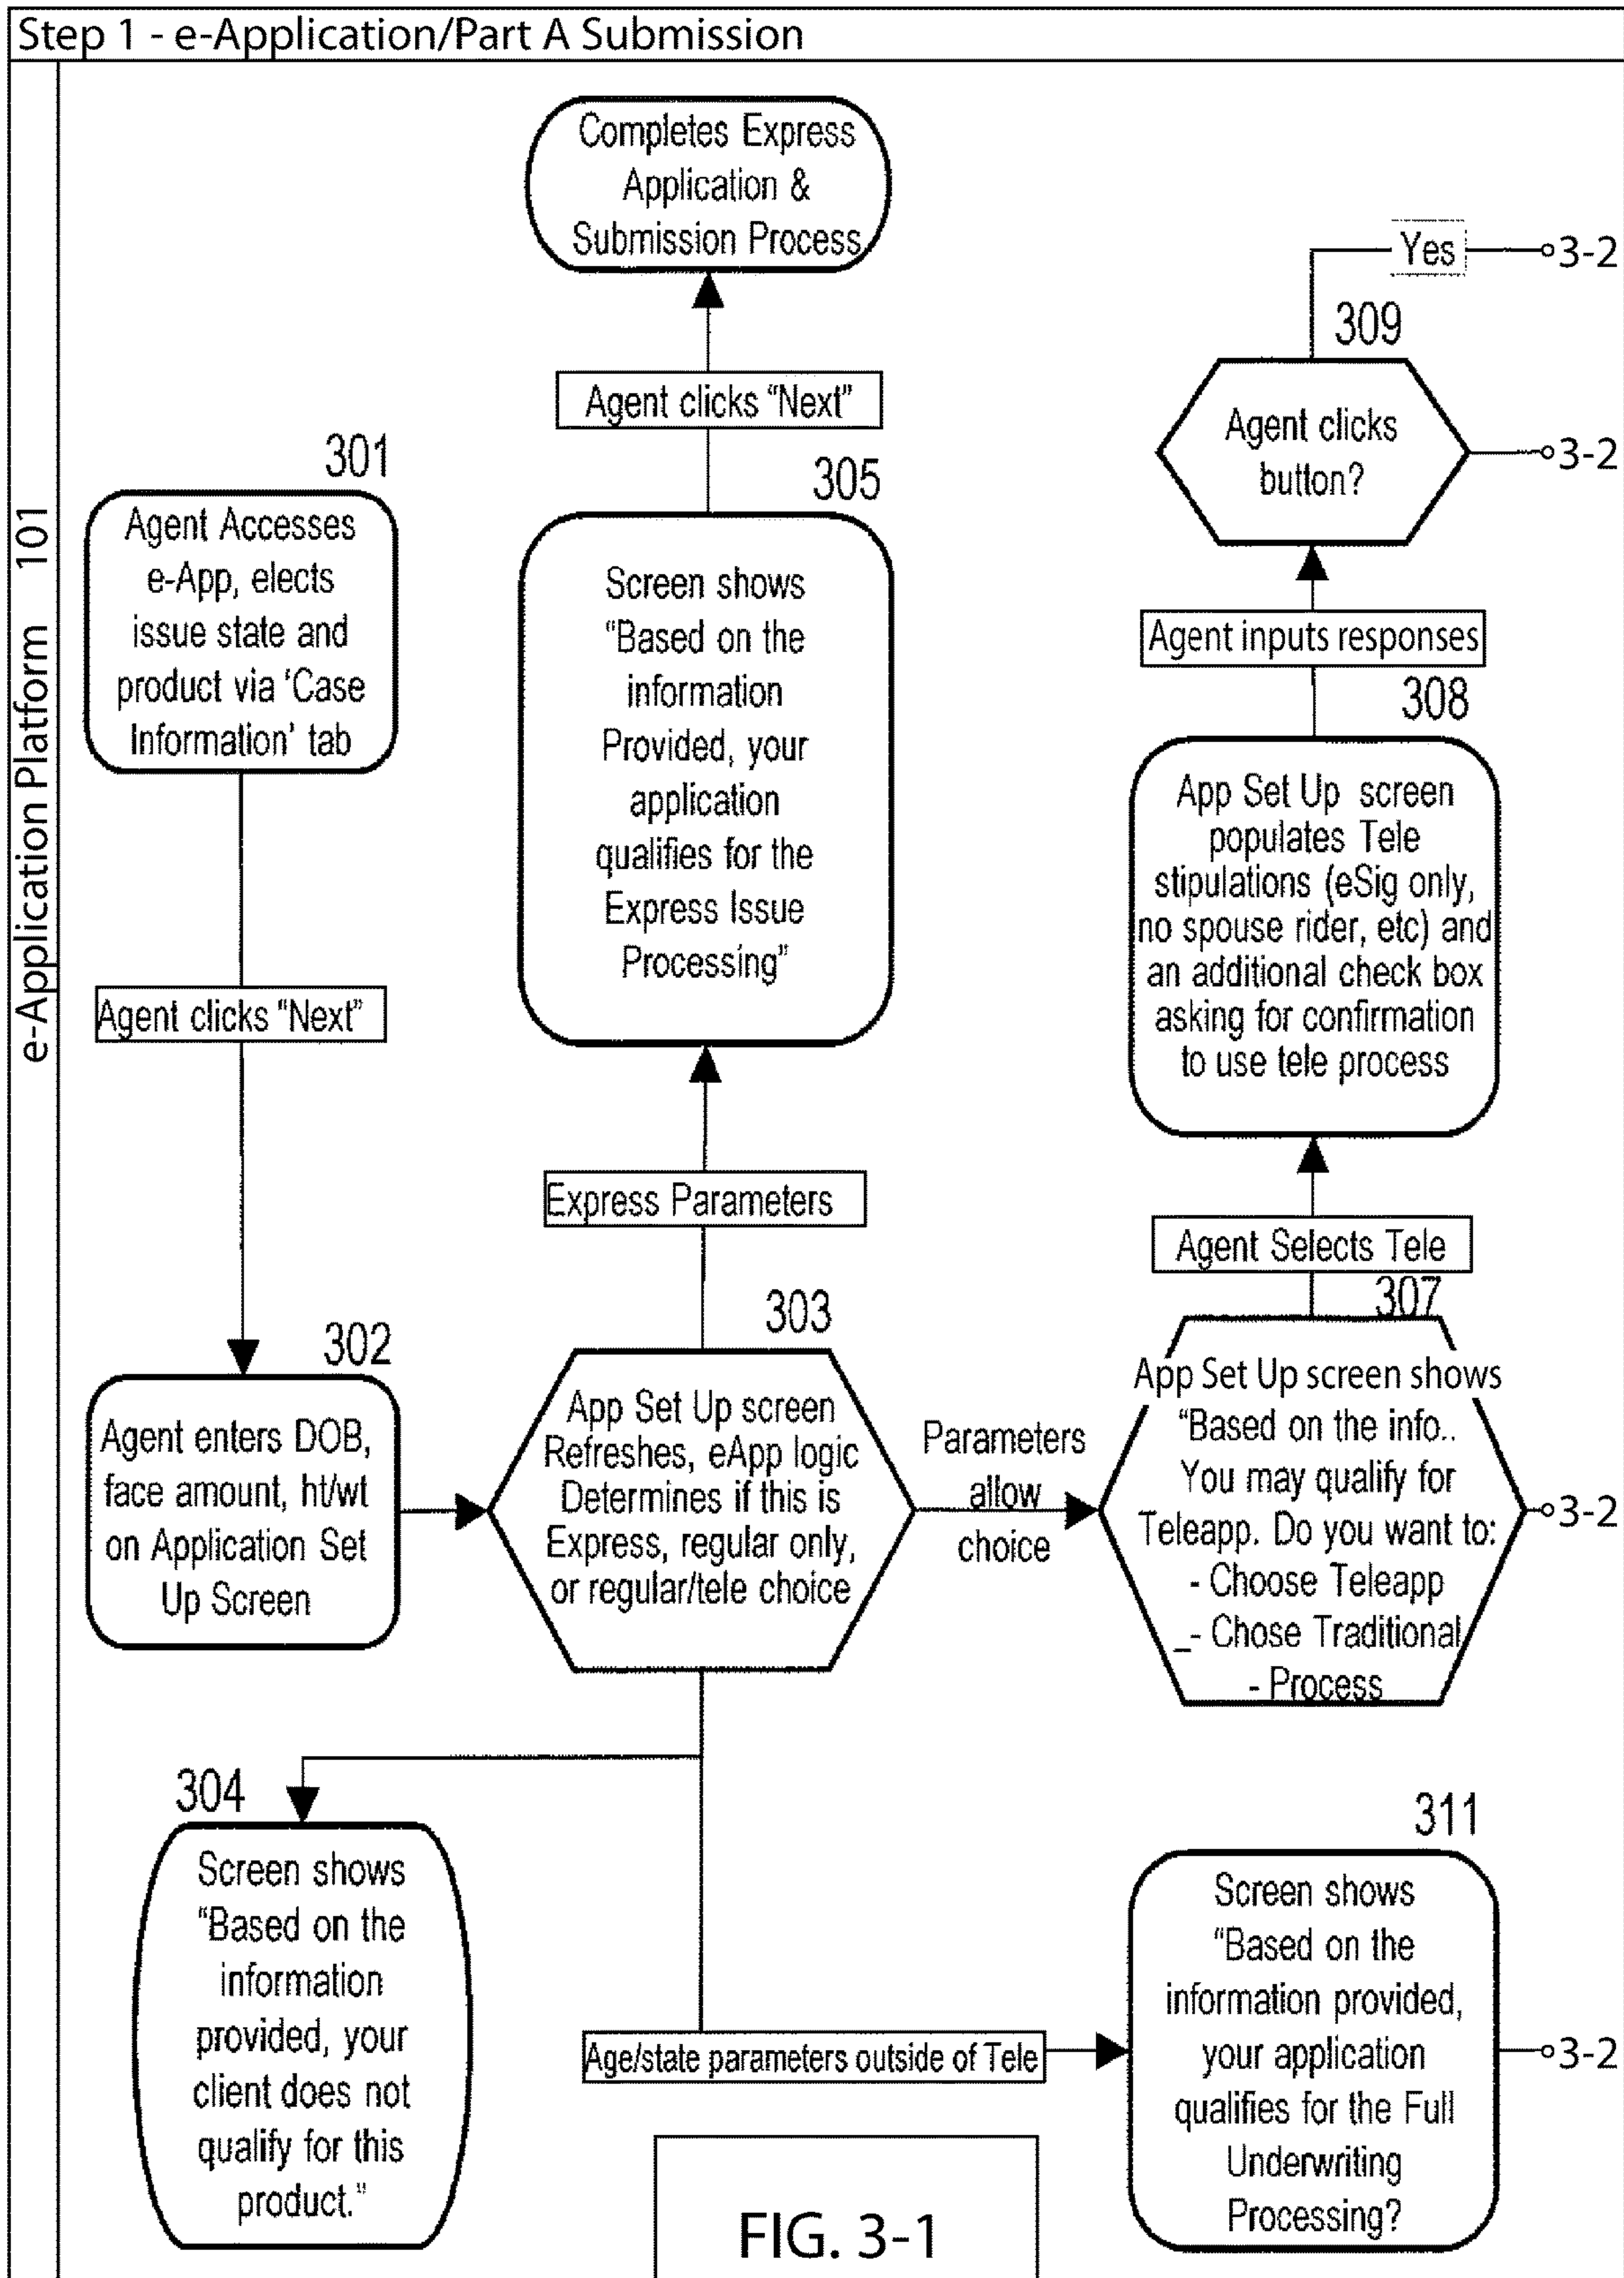 Step 1 - e-Application/Part A Submission
e-Application Platform 101
Completes Express
Application &
Submission Process
Yes
3-2
309
Agent clicks
button?
3-2
Agent clicks "Next"
301
Agent Accesses
e-App, elects
issue state and
product via 'Case
Information' tab
305
Screen shows
"Based on the
information
Provided, your
application
qualifies for the
Express Issue
Processing"
Agent inputs responses
308
App Set Up screen
populates Tele
stipulations (eSig only,
no spouse rider, etc) and
an additional check box
asking for confirmation
to use tele process
Agent clicks "Next"
Express Parameters
Agent Selects Tele
302
Agent enters DOB,
face amount, ht/wt
on Application Set
Up Screen
303
App Set Up screen
Refreshes, eApp logic
Determines if this is
Express, regular only,
or regular/tele choice
Parameters
allow
choice
307
App Set Up screen shows
"Based on the info..
You may qualify for
Teleapp. Do you want to:
- Choose Teleapp
_- Chose Traditional
- Process
3-2
304
Screen shows
"Based on the
information
provided, your
client does not
qualify for this
product."
Age/state parameters outside of Tele
311
Screen shows
"Based on the
information provided,
your application
qualifies for the Full
Underwriting
Processing?
3-2
FIG. 3-1